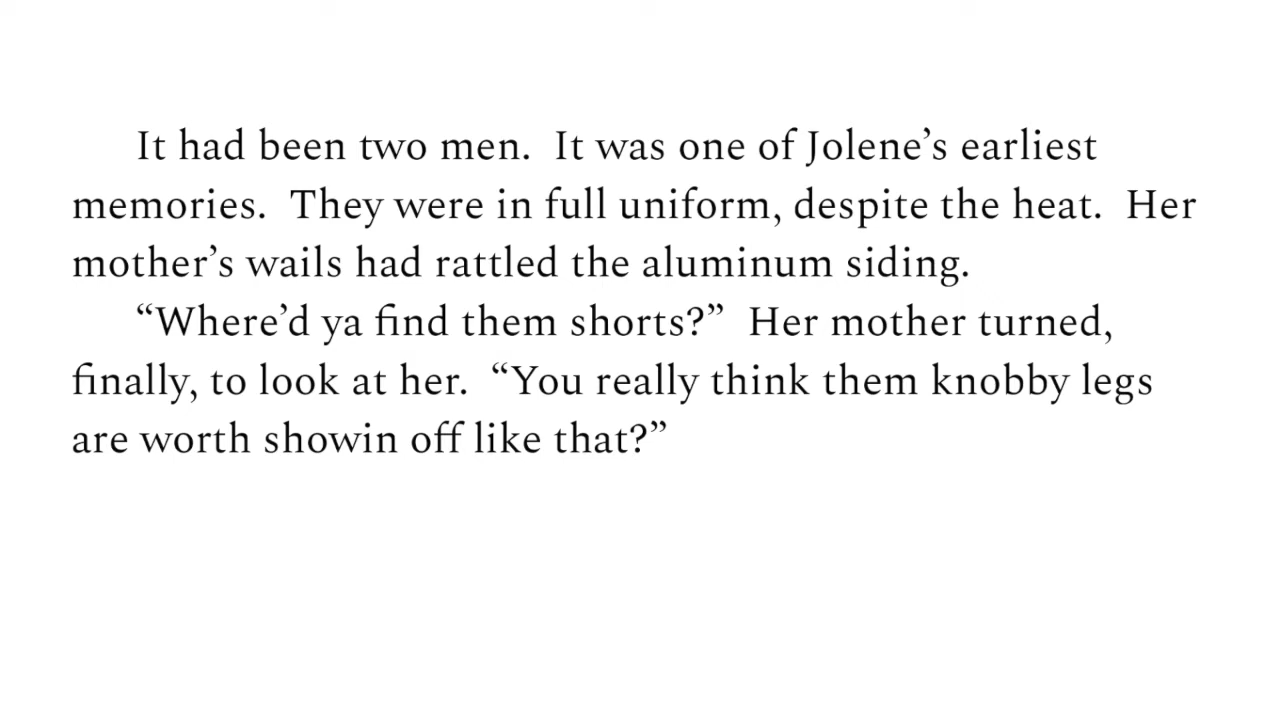 It had been two men.  It was one of Jolene’s earliest
memories.  They were in full uniform, despite the heat.  Her
mother’s wails had rattled the aluminum siding.
“Where’d ya find them shorts?”  Her mother turned,
finally, to look at her.  “You really think them knobby legs
are worth showin off like that?”